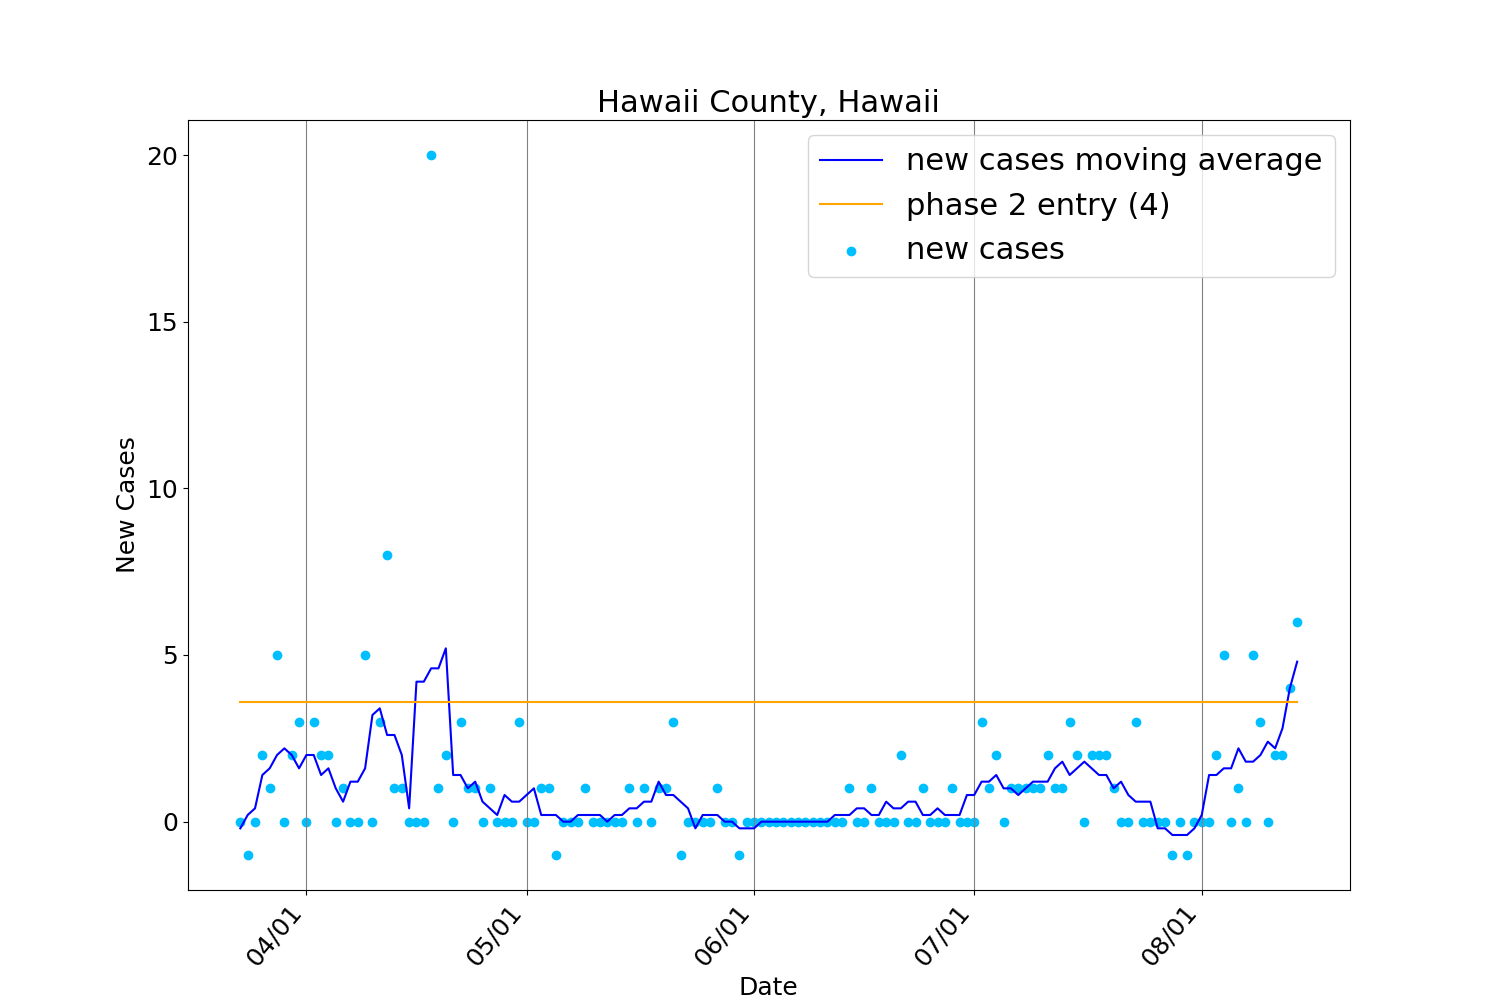 Hawaii County, Hawaii
new cases moving average
phase 2 entry (4)
new cases
20
15
10
5
0
New Cases
04/01
05/01
06/01
07/01
08/01
Date